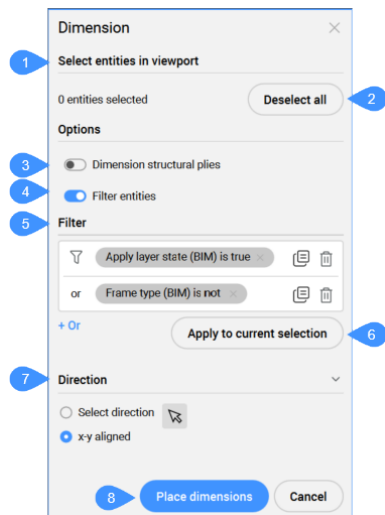 Dimension
1 Select entities in viewport
0 entities selected Deselect all 2
Options
3 Dimension structural plies
4 Filter entities
5 Filter
Apply layer state (BIM) is true ×
or Frame type (BIM) is not ×
+ Or Apply to current selection 6
7 Direction
Select direction
x-y aligned
8 Place dimensions Cancel